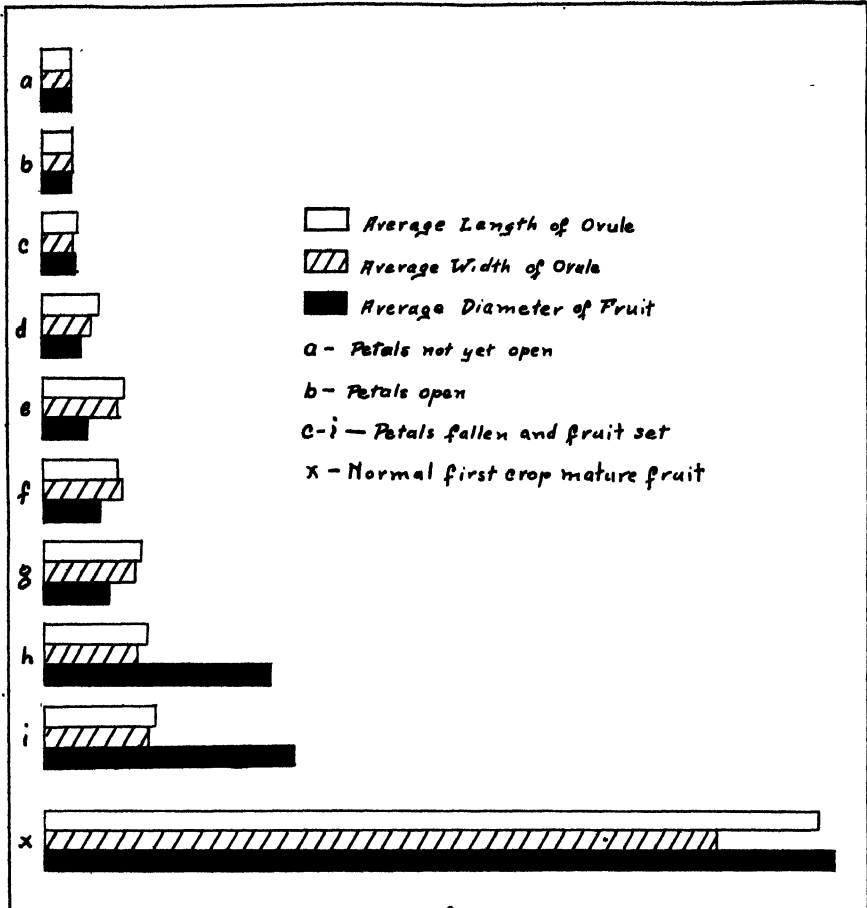 a
b
c
d
e
f
g
h
i
x
Average Length of Ovule
Average Width of Ovule
Average Diameter of Fruit
a - Petals not yet open
b - Petals open
c-i — Petals fallen and fruit set
x - Normal first crop mature fruit